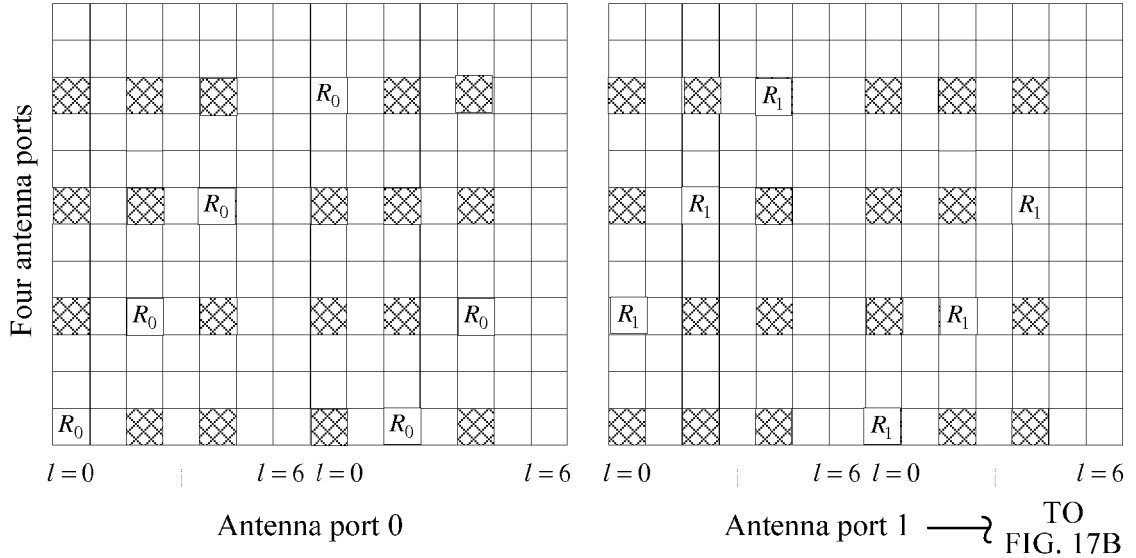 R₀ R₁
R₀ R₁ R₁
R₀ R₀ R₁ R₁
R₀ R₀ R₁
l = 0 l = 6 l = 0 l = 6 l = 0 l = 6 l = 0 l = 6
Four antenna ports
Antenna port 0
Antenna port 1
TO
FIG. 17B